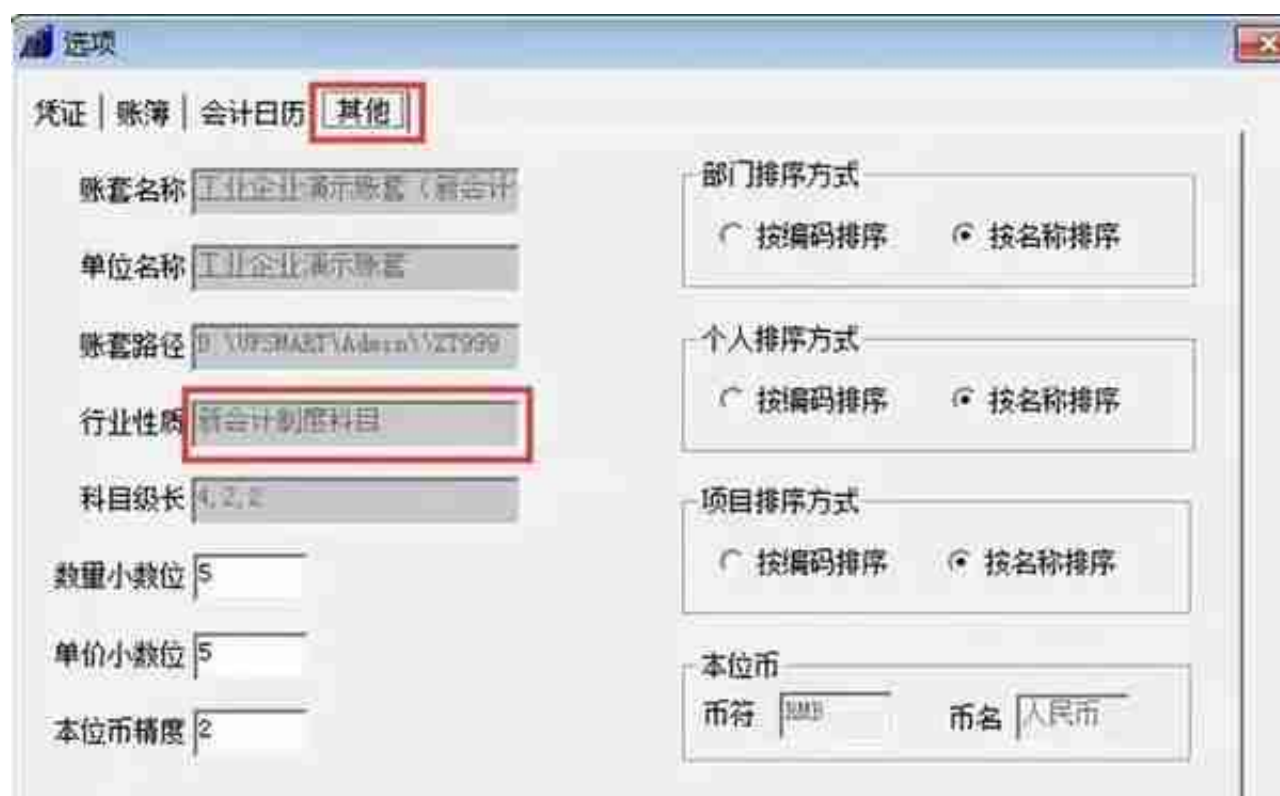 选项
凭证 账簿 会计日历 其他
账套名称 工业企业演示账套（新会计
单位名称 工业企业演示账套
账套路径 D:\UFSMART\Admin\\ZT999
行业性质 新会计制度科目
科目级长 4,2,2
数量小数位 5
单价小数位 5
本位币精度 2
部门排序方式
按编码排序 按名称排序
个人排序方式
按编码排序 按名称排序
项目排序方式
按编码排序 按名称排序
本位币
币符 RMB 币名 人民币